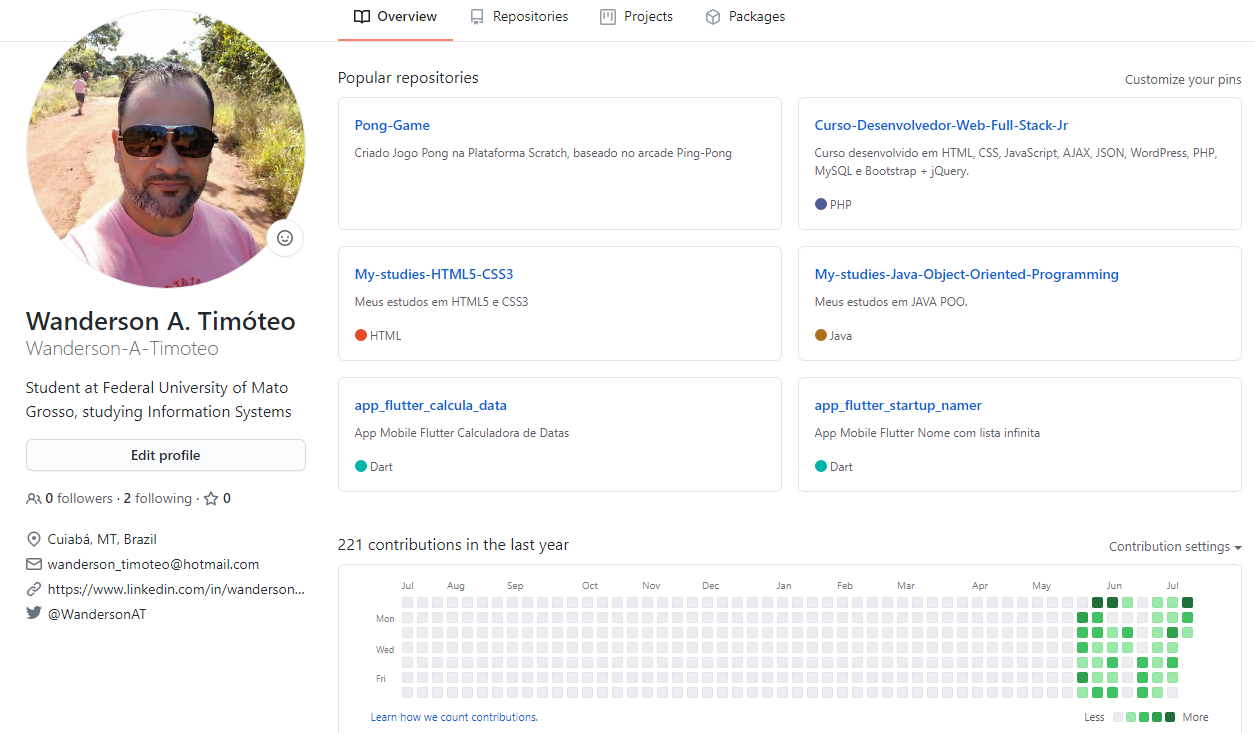 Overview Repositories Projects Packages
Wanderson A. Timóteo
Wanderson-A-Timoteo
Student at Federal University of Mato
Grosso, studying Information Systems
Edit profile
0 followers · 2 following · 0
Cuiabá, MT, Brazil
wanderson_timoteo@hotmail.com
https://www.linkedin.com/in/wanderson...
@WandersonAT
Popular repositories
Customize your pins
Pong-Game
Criado Jogo Pong na Plataforma Scratch, baseado no arcade Ping-Pong
Curso-Desenvolvedor-Web-Full-Stack-Jr
Curso desenvolvido em HTML, CSS, JavaScript, AJAX, JSON, WordPress, PHP,
MySQL e Bootstrap + jQuery.
PHP
My-studies-HTML5-CSS3
Meus estudos em HTML5 e CSS3
HTML
My-studies-Java-Object-Oriented-Programming
Meus estudos em JAVA POO.
Java
app_flutter_calcula_data
App Mobile Flutter Calculadora de Datas
Dart
app_flutter_startup_namer
App Mobile Flutter Nome com lista infinita
Dart
221 contributions in the last year
Contribution settings
Jul Aug Sep Oct Nov Dec Jan Feb Mar Apr May Jun Jul
Mon
Wed
Fri
Learn how we count contributions.
Less More